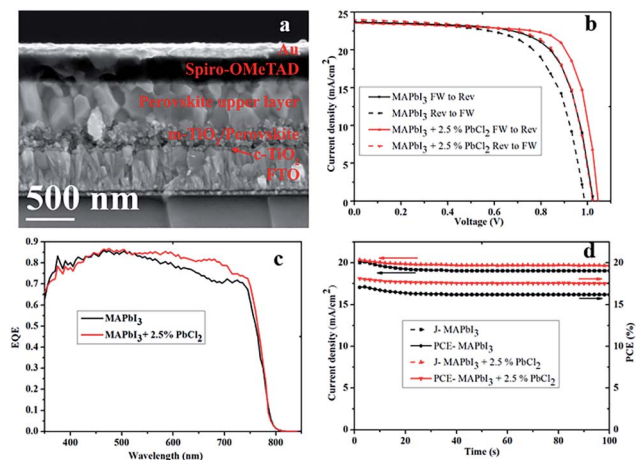 a
Au
Spiro-OMeTAD
Perovskite upper layer
m-TiO2/Perovskite
c-TiO2
FTO
500 nm
b
Current density (mA/cm2)
25
20
15
10
5
0
MAPbI3 FW to Rev
MAPbI3 Rev to FW
MAPbI3 + 2.5 % PbCl2 FW to Rev
MAPbI3 + 2.5 % PbCl2 Rev to FW
0.0 0.2 0.4 0.6 0.8 1.0
Voltage (V)
c
EQE
0.9
0.8
0.7
0.6
0.5
0.4
0.3
0.2
0.1
0.0
MAPbI3
MAPbI3+ 2.5% PbCl2
400 500 600 700 800
Wavelength (nm)
d
Current density (mA/cm2)
25
20
15
10
5
0
J- MAPbI3
PCE- MAPbI3
J- MAPbI3 + 2.5 % PbCl2
PCE- MAPbI3 + 2.5 % PbCl2
20
15
10
5
0
PCE (%)
0 20 40 60 80 100
Time (s)